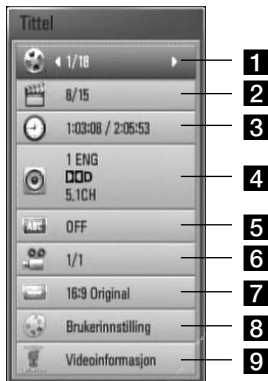 Tittel
1/18 1
8/15 2
1:03:08 / 2:05:53 3
1 ENG
D 4
5.1CH
ABC OFF 5
1/1 6
16:9 Original 7
Brukerinnstilling 8
Videoinformasjon 9